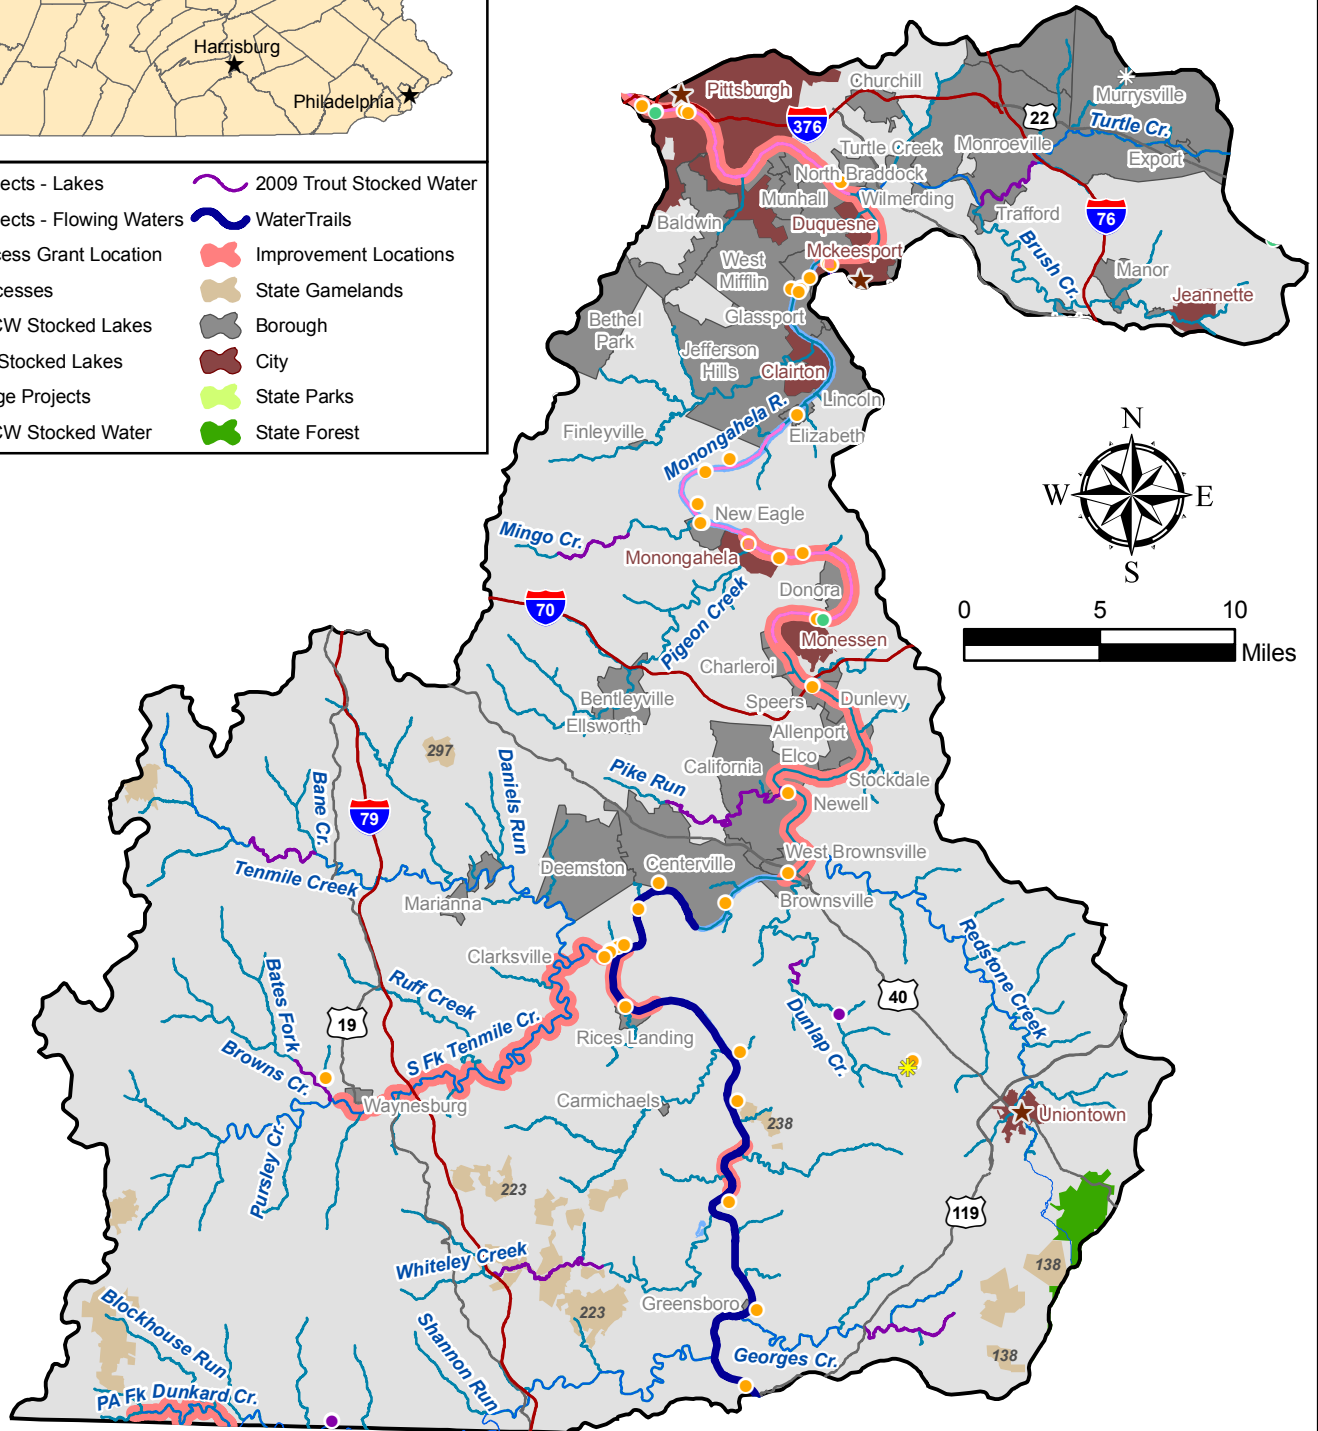 Harrisburg
Philadelphia
ects - Lakes
ects - Flowing Waters
cess Grant Location
cesses
CW Stocked Lakes
Stocked Lakes
ge Projects
CW Stocked Water
2009 Trout Stocked Water
WaterTrails
Improvement Locations
State Gamelands
Borough
City
State Parks
State Forest
Pittsburgh
Churchill
Murrysville
376
22
Turtle Cr.
Turtle Creek
Monroeville
Export
North Braddock
Munhall
Wilmerding
Trafford
76
Baldwin
Duquesne
Mckeesport
Brush Cr.
West
Mifflin
Manor
Jeannette
Glassport
Bethel
Park
Jefferson
Hills
Clairton
Lincoln
Monongahela R.
Finleyville
Elizabeth
N
W
E
S
Mingo Cr.
New Eagle
Monongahela
70
Donora
Pigeon Creek
0
5
10
Miles
Monessen
Charleroi
Bentleyville
Speers
Dunlevy
Ellsworth
Allenport
297
Elco
Pike Run
California
Stockdale
Daniels Run
Bane Cr.
Newell
79
West Brownsville
Deemston
Centerville
Tenmile Creek
Marianna
Brownsville
Redstone Creek
Clarksville
Bates Fork
Ruff Creek
40
19
Dunlap Cr.
Rices Landing
S Fk Tenmile Cr.
Browns Cr.
Waynesburg
Carmichaels
Uniontown
238
Pursley Cr.
223
119
Whiteley Creek
138
Greensboro
223
Blockhouse Run
Shannon Run
Georges Cr.
138
PA Fk Dunkard Cr.